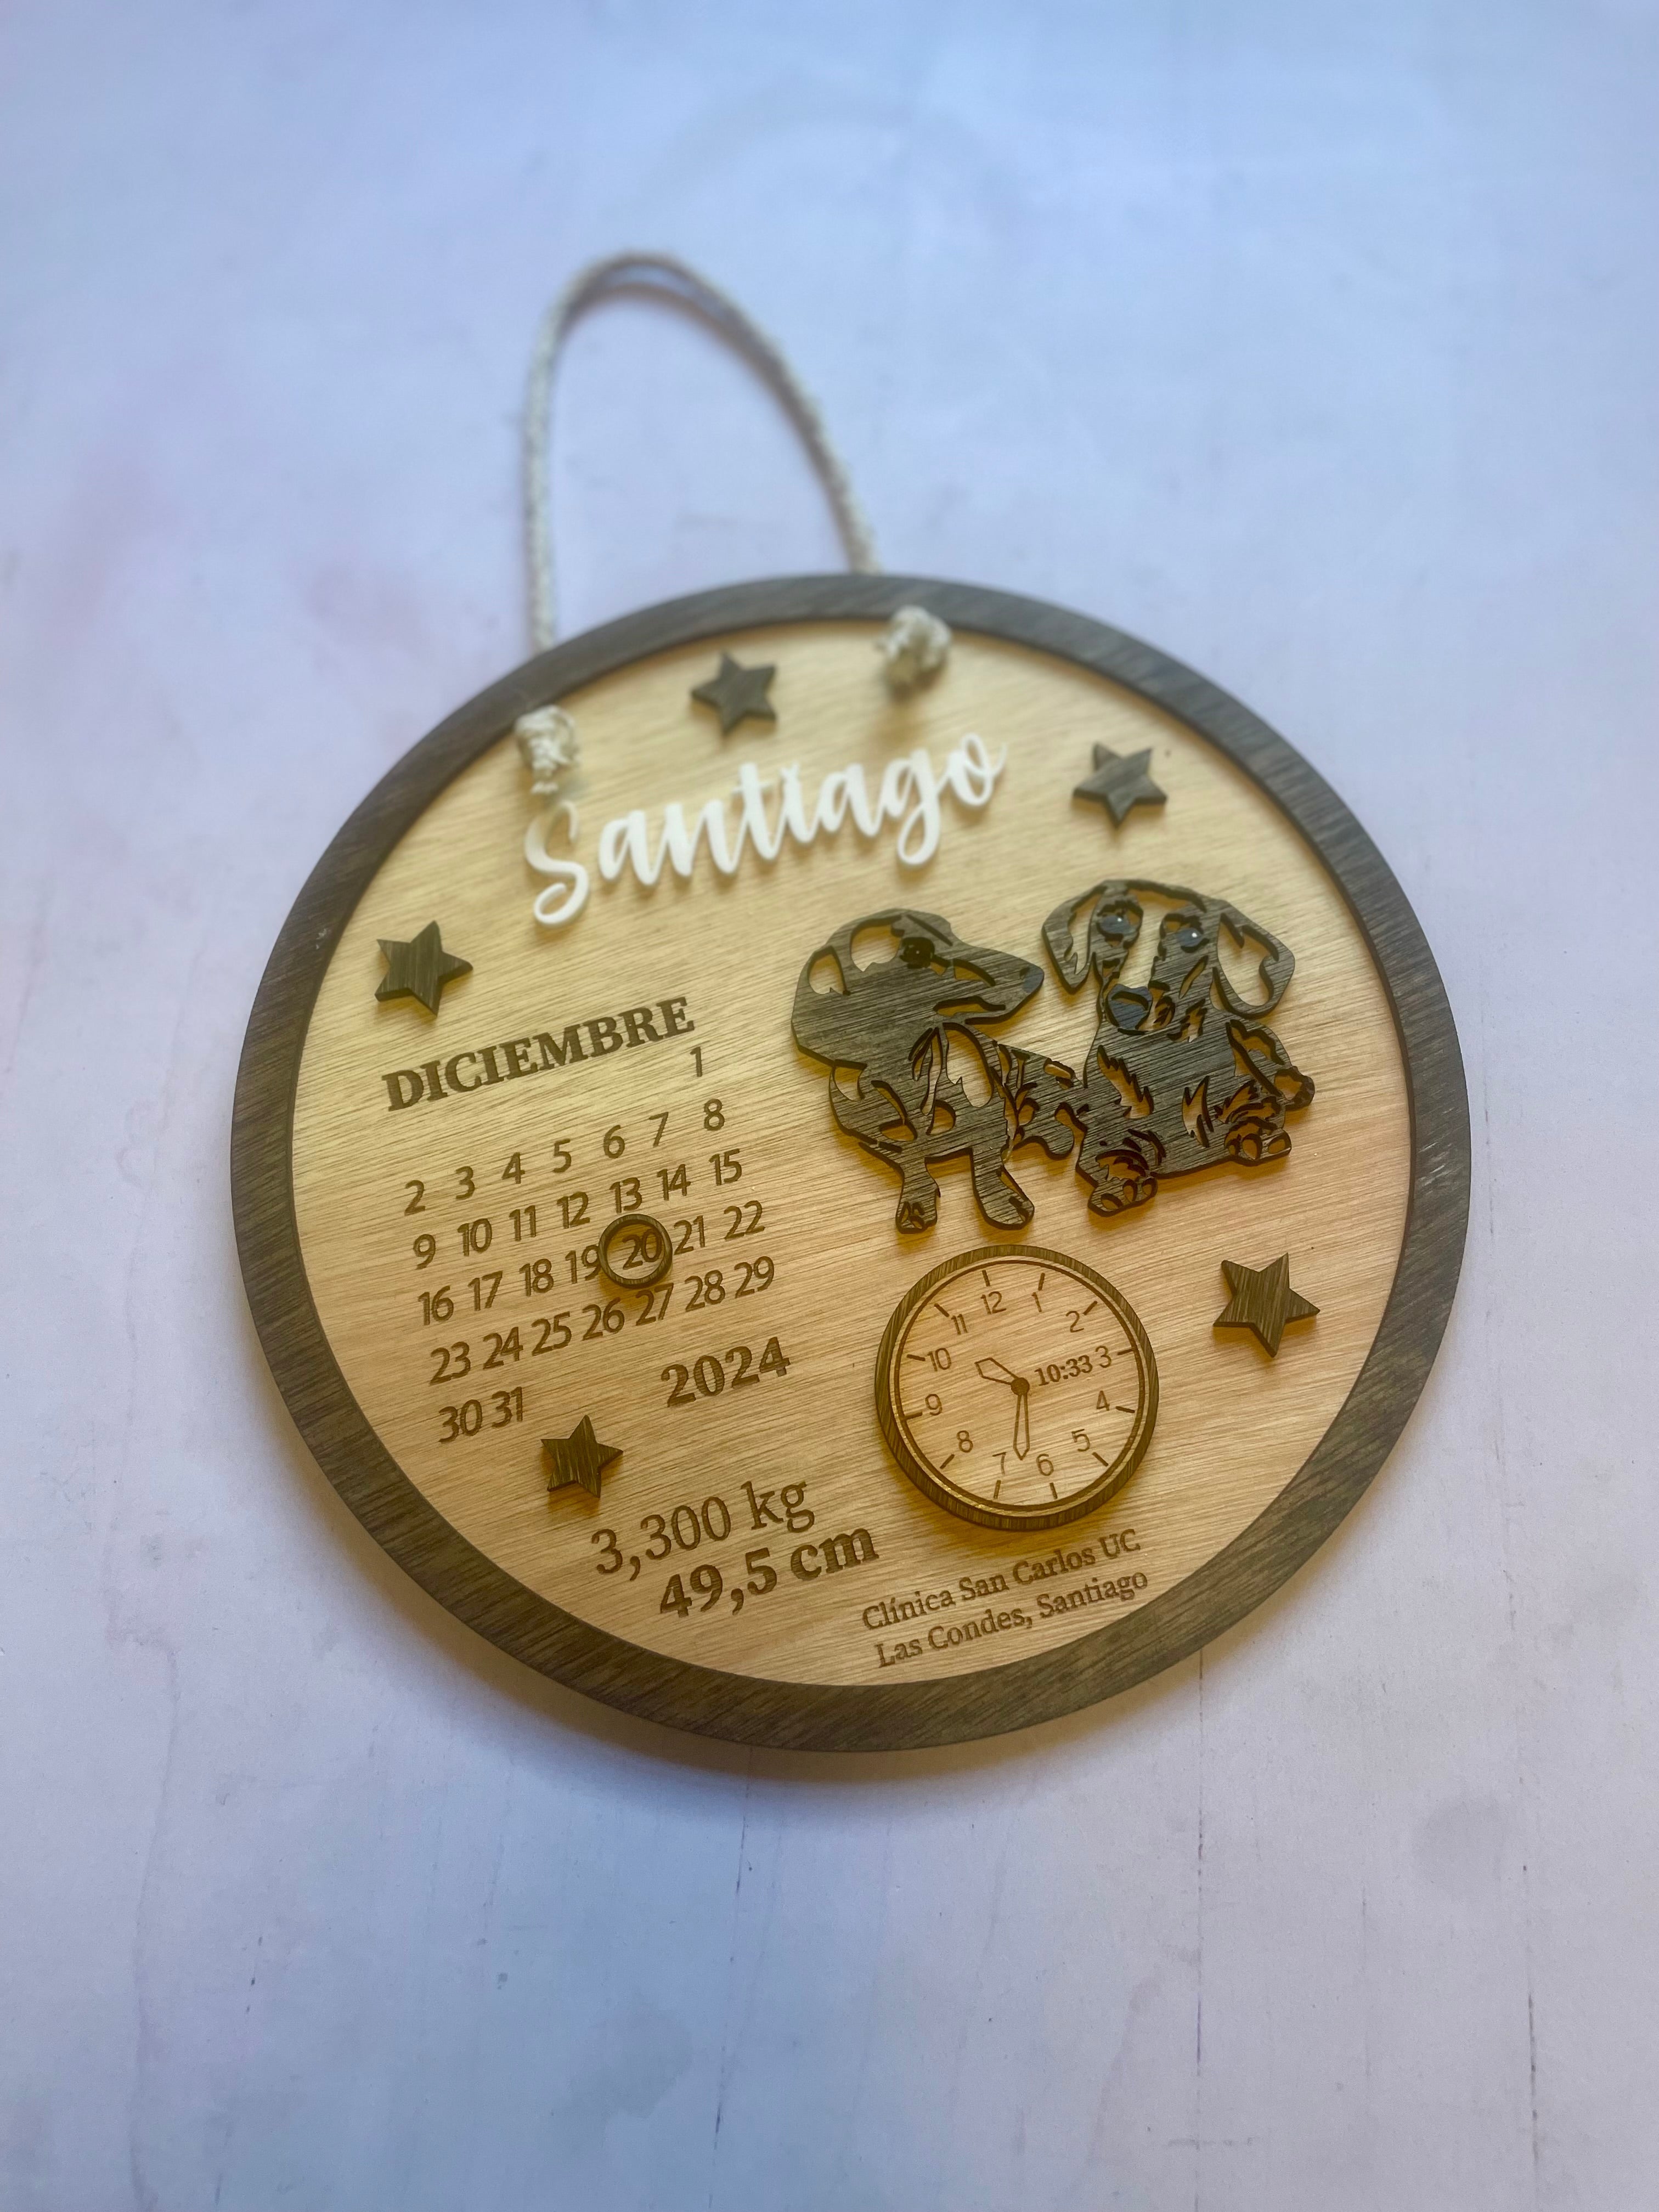 Santiago
DICIEMBRE
1
2 3 4 5 6 7 8
9 10 11 12 13 14 15
16 17 18 19 20 21 22
23 24 25 26 27 28 29
30 31
2024
12 1 2 3 4 5 6 7 8 9 10 11
10:33
3,300 kg
49,5 cm
Clínica San Carlos UC
Las Condes, Santiago